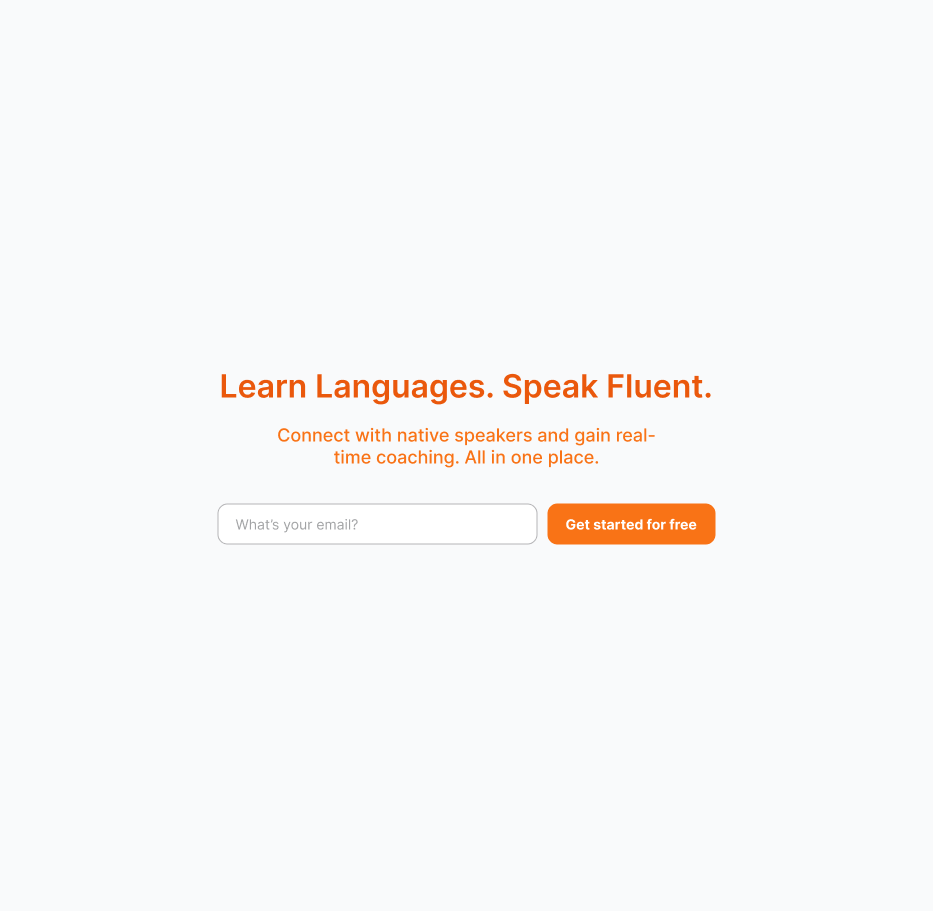 Learn Languages. Speak Fluent.
Connect with native speakers and gain real-
time coaching. All in one place.
What's your email?
Get started for free